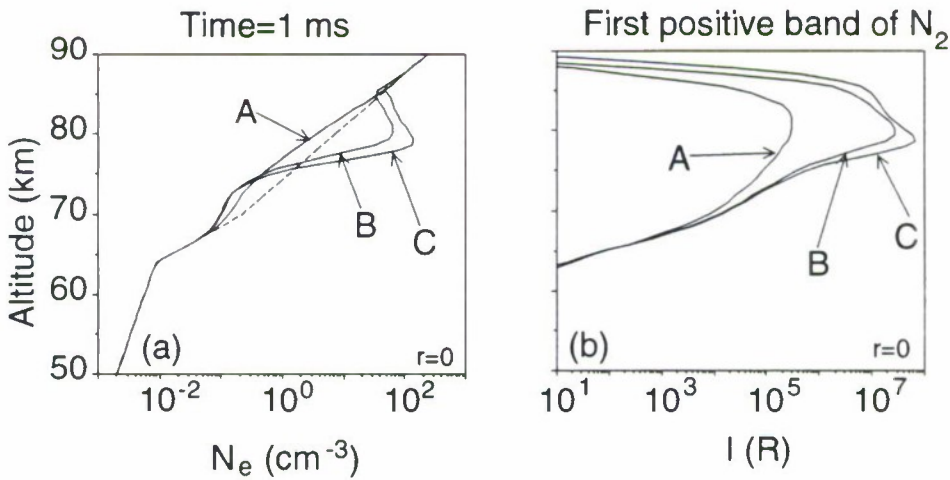 Time=1 ms
First positive band of N₂
Altitude (km)
90
80
70
60
50
A
B
C
(a)
r=0
10⁻²
10⁰
10²
Nₑ (cm⁻³)
A
B
C
(b)
r=0
10¹
10³
10⁵
10⁷
I (R)